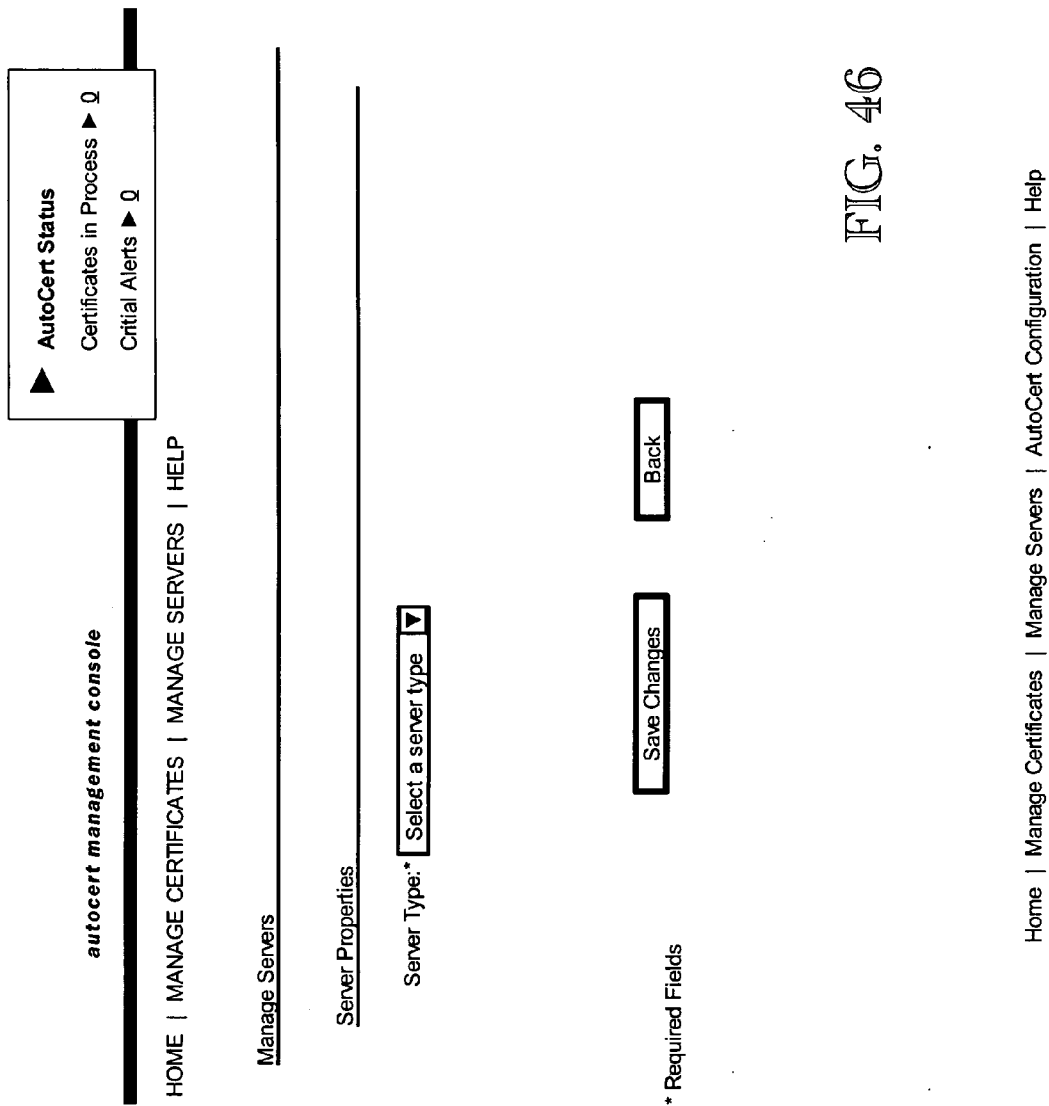 autocert management console
▶ AutoCert Status
Certificates in Process ▶ 0
Critial Alerts ▶ 0
HOME | MANAGE CERTIFICATES | MANAGE SERVERS | HELP
Manage Servers
Server Properties
Server Type:* Select a server type ▼
Save Changes Back
* Required Fields
FIG. 46
Home | Manage Certificates | Manage Servers | AutoCert Configuration | Help